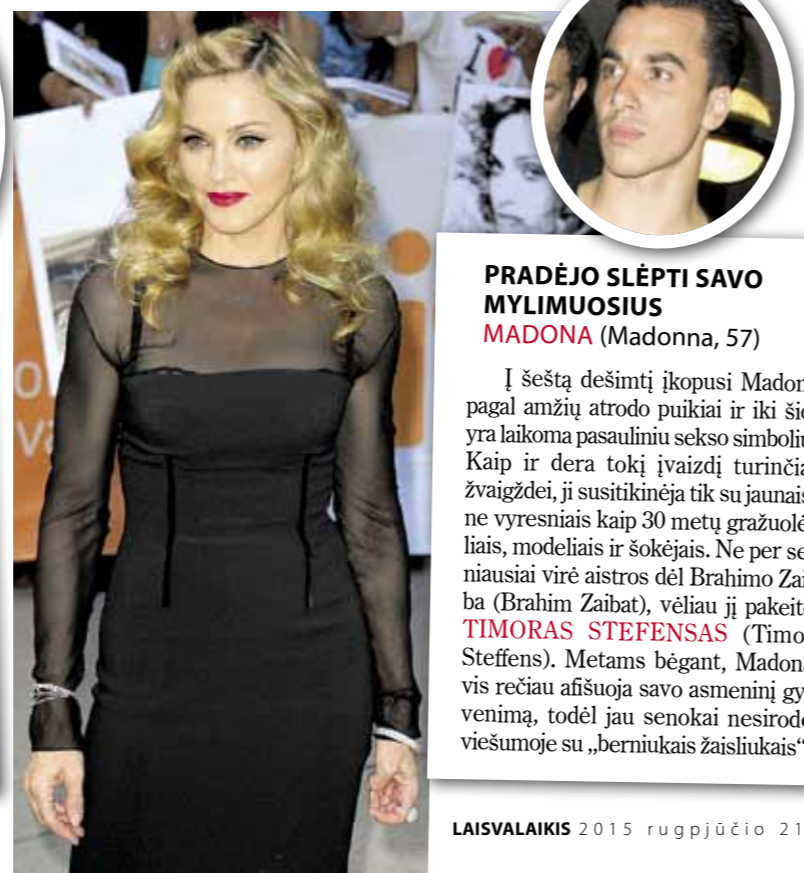 I
PRADĖJO SLĖPTI SAVO
MYLIMUOSIUS
MADONA (Madonna, 57)
Į šeštą dešimtį įkopusi Madon
pagal amžių atrodo puikiai ir iki šio
yra laikoma pasauliniu sekso simboliu
Kaip ir dera tokį įvaizdį turinčia
žvaigždei, ji susitikinėja tik su jaunais
ne vyresniais kaip 30 metų gražuolė
liais, modeliais ir šokėjais. Ne per se
niausiai virė aistros dėl Brahimo Zai
ba (Brahim Zaibat), vėliau jį pakeit
TIMORAS STEFENSAS (Timo
Steffens). Metams bėgant, Madona
vis rečiau afišuoja savo asmeninį gy
venimą, todėl jau senokai nesirodo
viešumoje su „berniukais žaisliukais“
LAISVALAIKIS 2015 rugpjūčio 21